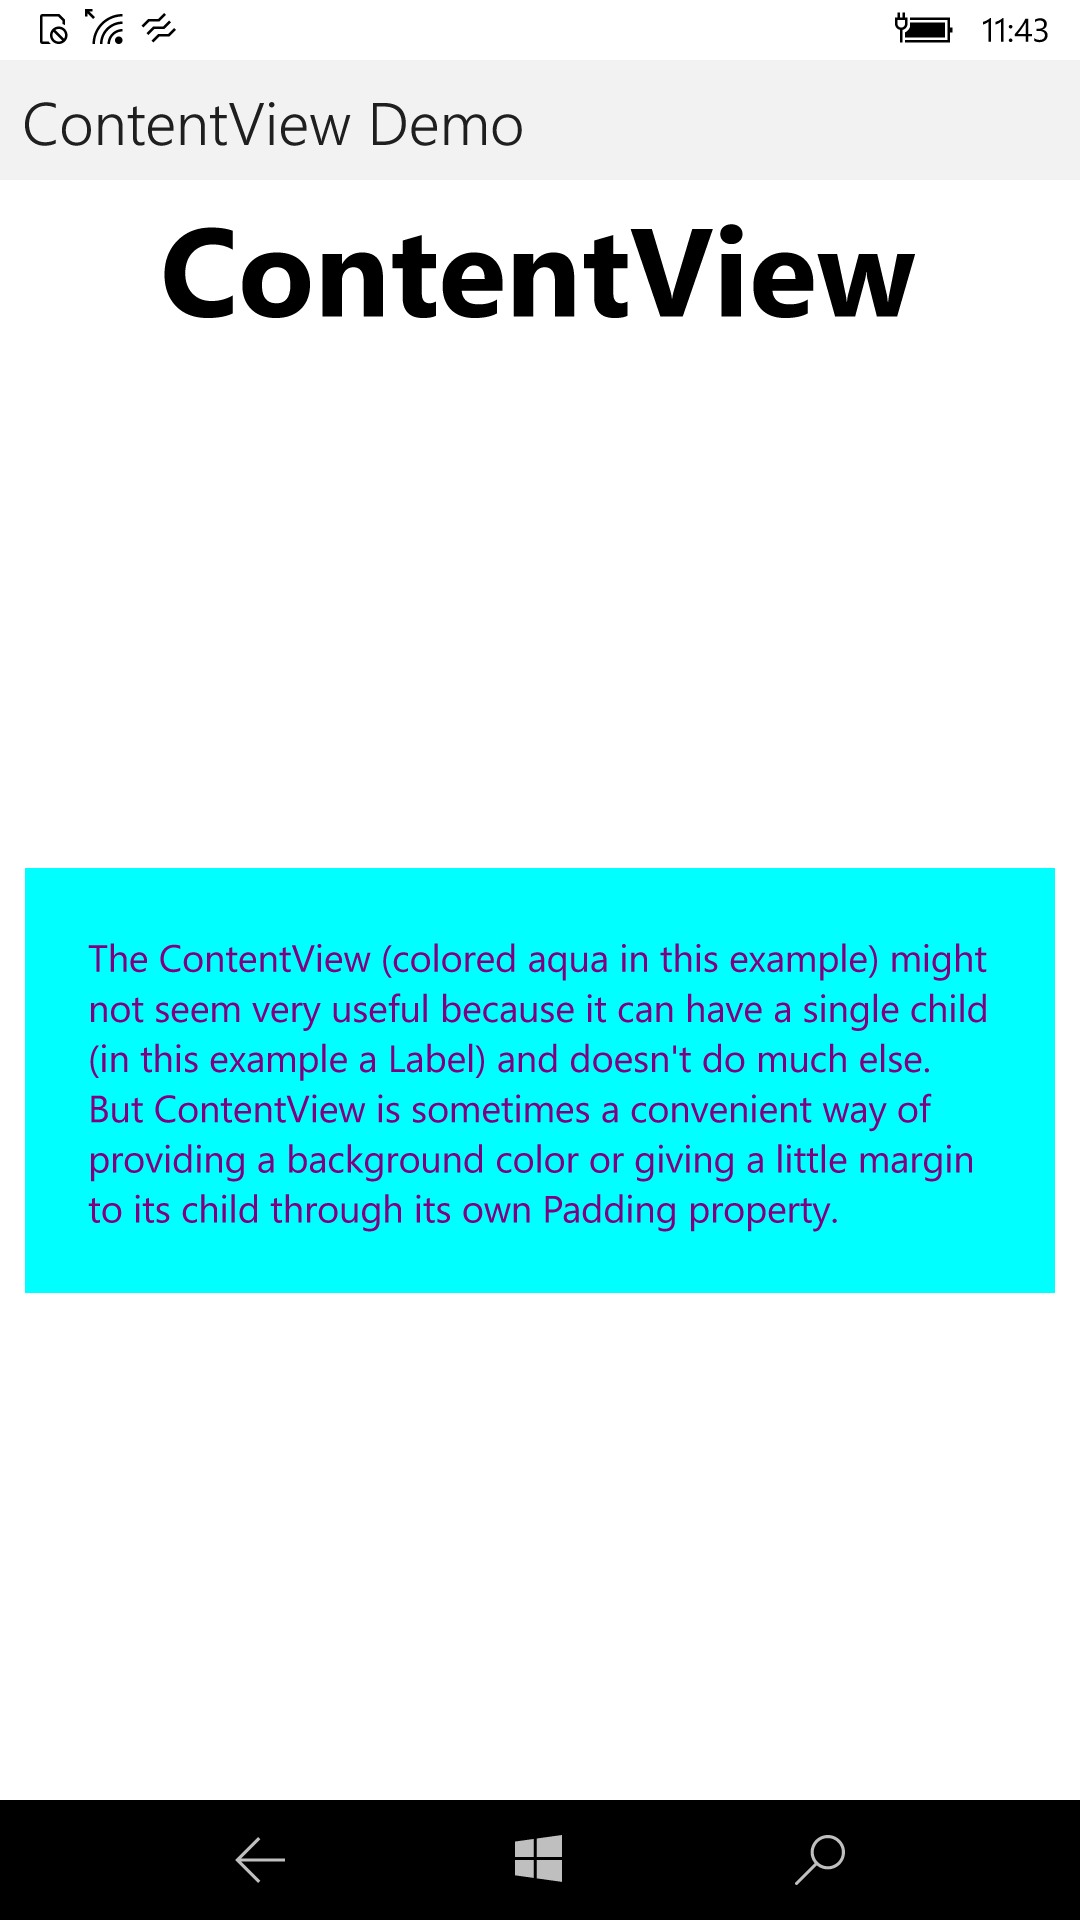 11:43
ContentView Demo
ContentView
The ContentView (colored aqua in this example) might
not seem very useful because it can have a single child
(in this example a Label) and doesn't do much else.
But ContentView is sometimes a convenient way of
providing a background color or giving a little margin
to its child through its own Padding property.